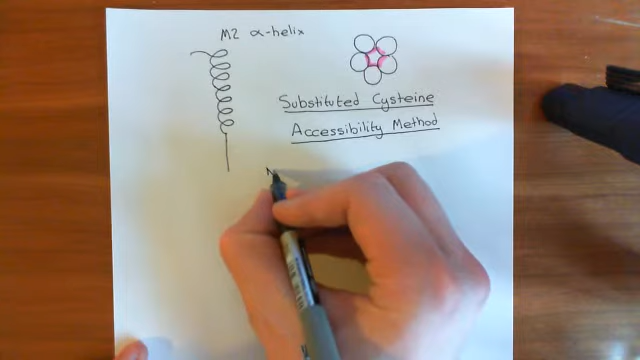 M2 α-helix
Substituted Cysteine
Accessibility Method